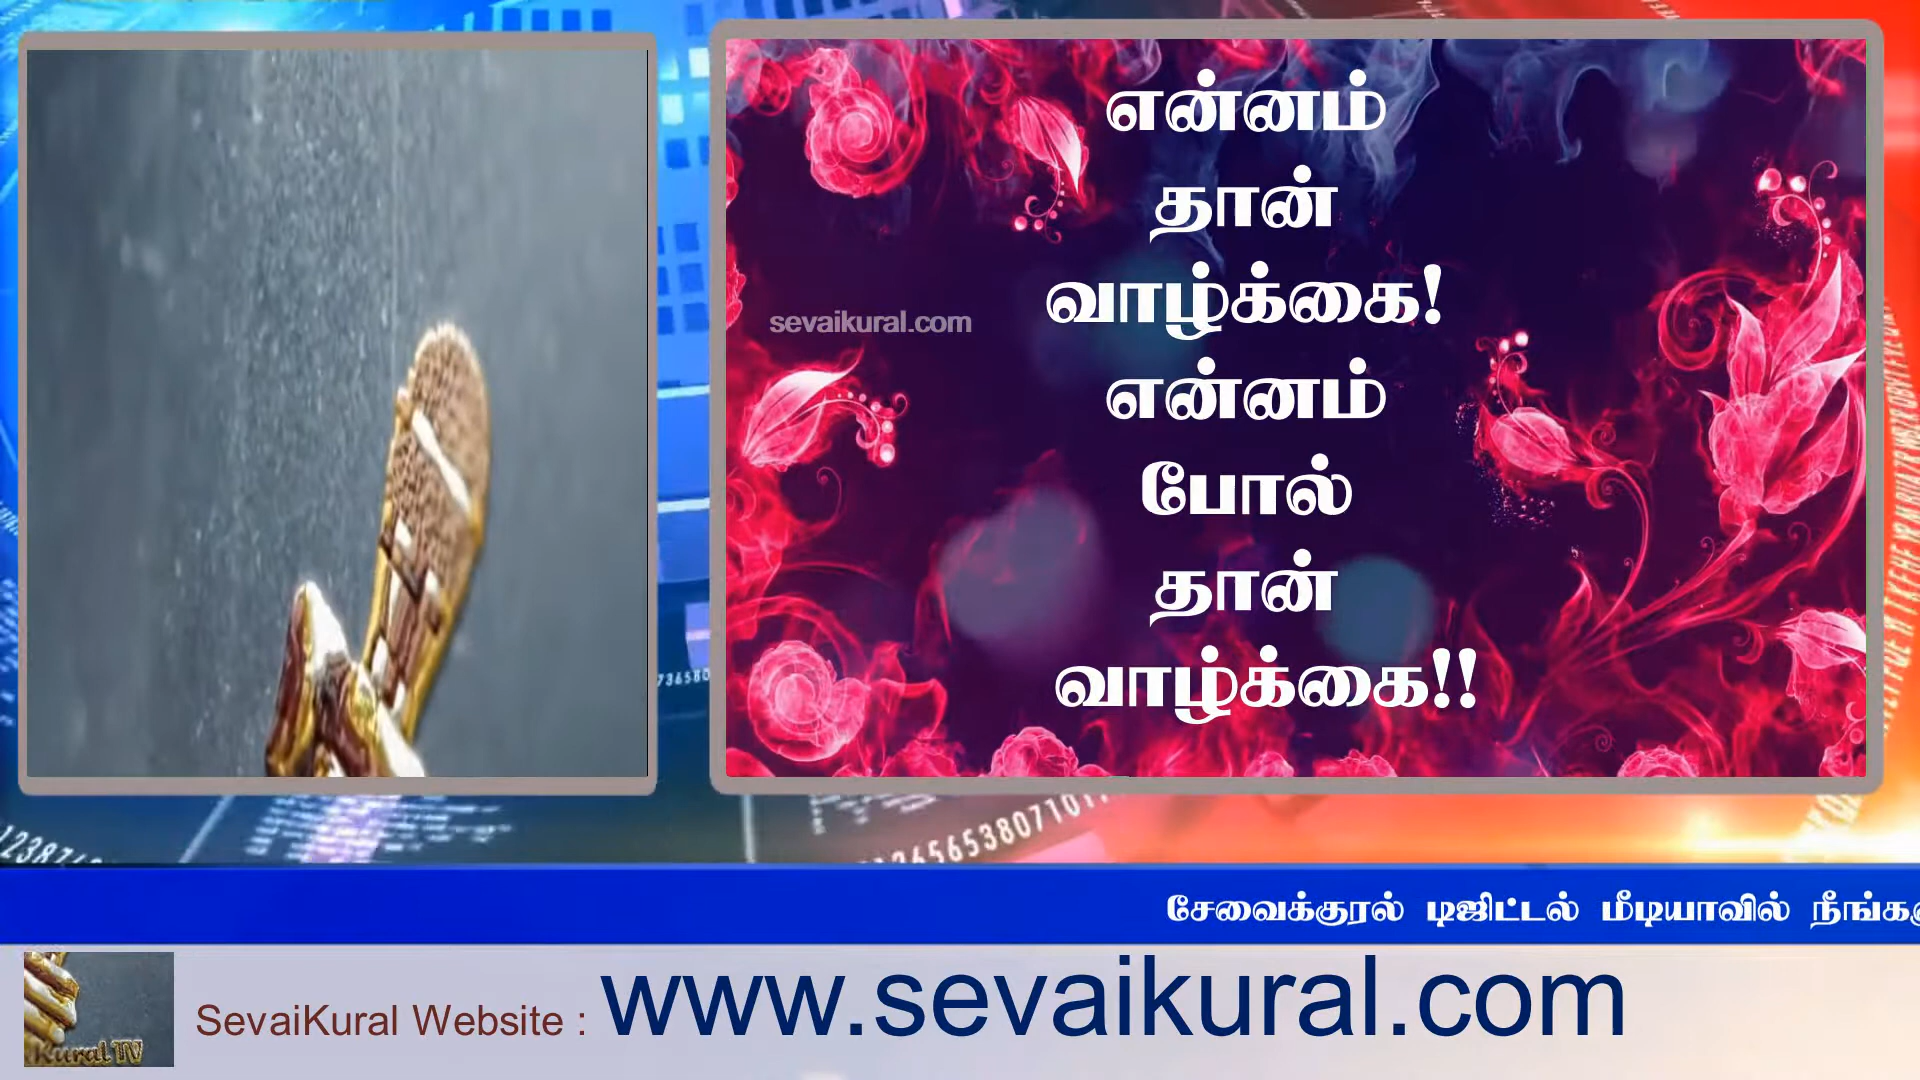 என்னம்
தான்
வாழ்க்கை!
sevaikural.com
என்னம்
போல்
தான்
வாழ்க்கை!!
சேவைக்குரல் டிஜிட்டல் மீடியாவில்
Kural TV
SevaiKural Website : www.sevaikural.com